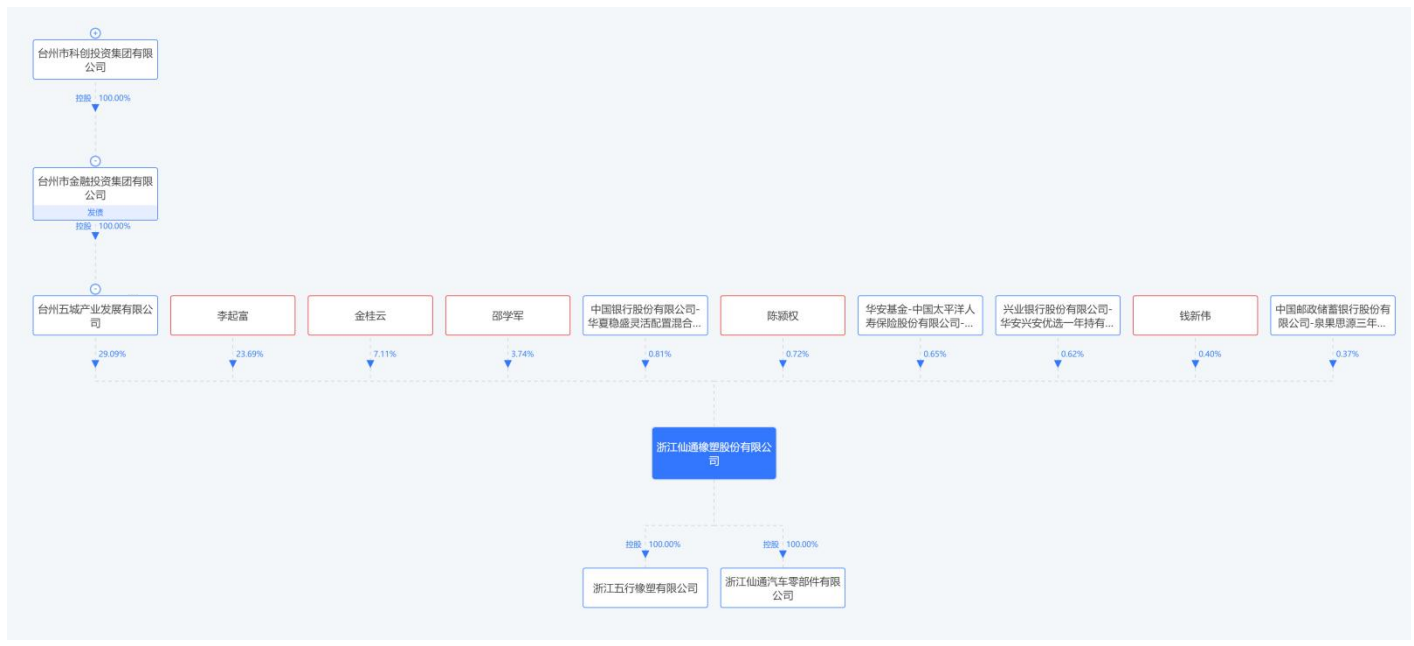 台州市科创投资集团有限
公司
控股 100.00%
台州市金融投资集团有限
公司
发债
控股 100.00%
台州五城产业发展有限公
司
李起富
金桂云
邵学军
中国银行股份有限公司-
华夏稳盛灵活配置混合...
陈颍权
华安基金-中国太平洋人
寿保险股份有限公司-...
兴业银行股份有限公司-
华安兴安优选一年持有...
钱新伟
中国邮政储蓄银行股份有
限公司-泉果思源三年...
29.09%
23.69%
7.11%
3.74%
0.81%
0.72%
0.65%
0.62%
0.40%
0.37%
浙江仙通橡塑股份有限公
司
控股 100.00%
控股 100.00%
浙江五行橡塑有限公司
浙江仙通汽车零部件有限
公司